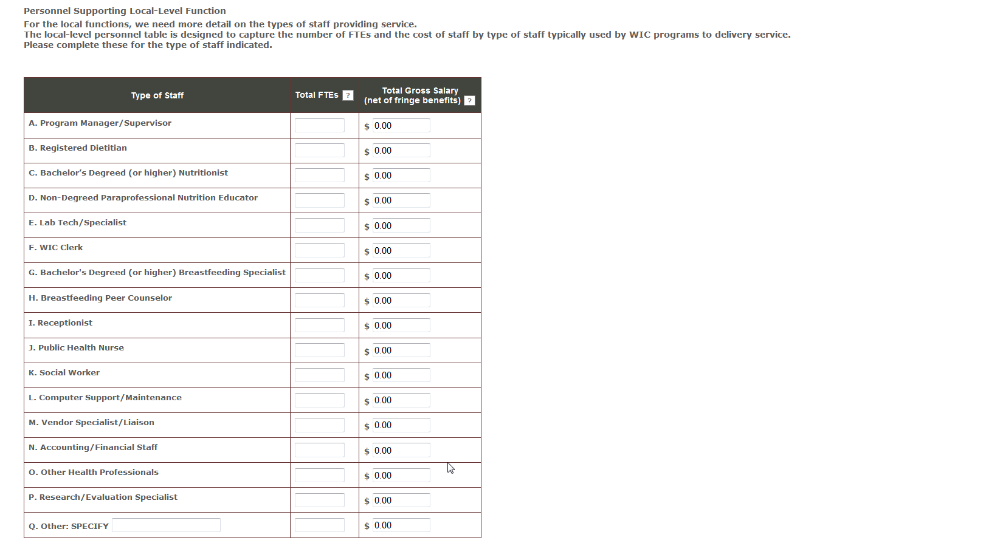 Personnel Supporting Local-Level Function
For the local functions, we need more detail on the types of staff providing service.
The local-level personnel table is designed to capture the number of FTEs and the cost of staff by type of staff typically used by WIC programs to delivery service.
Please complete these for the type of staff indicated.
Type of Staff Total FTEs ? Total Gross Salary
(net of fringe benefits) ?
A. Program Manager/Supervisor $ 0.00
B. Registered Dietitian $ 0.00
C. Bachelor’s Degreed (or higher) Nutritionist $ 0.00
D. Non-Degreed Paraprofessional Nutrition Educator $ 0.00
E. Lab Tech/Specialist $ 0.00
F. WIC Clerk $ 0.00
G. Bachelor's Degreed (or higher) Breastfeeding Specialist $ 0.00
H. Breastfeeding Peer Counselor $ 0.00
I. Receptionist $ 0.00
J. Public Health Nurse $ 0.00
K. Social Worker $ 0.00
L. Computer Support/Maintenance $ 0.00
M. Vendor Specialist/Liaison $ 0.00
N. Accounting/Financial Staff $ 0.00
O. Other Health Professionals $ 0.00
P. Research/Evaluation Specialist $ 0.00
Q. Other: SPECIFY $ 0.00